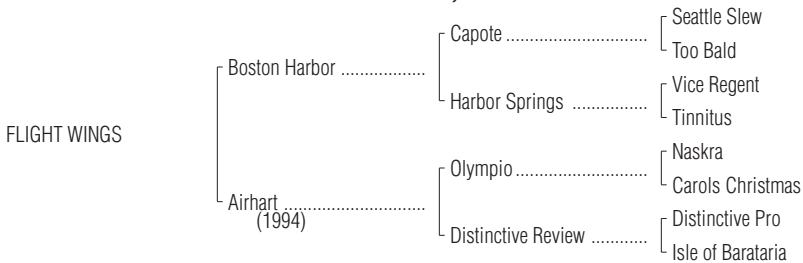 Seattle Slew
Capote ..............................
Too Bald
Boston Harbor ..................
Vice Regent
Harbor Springs ................
Tinnitus
FLIGHT WINGS
Naskra
Olympio............................
Carols Christmas
Airhart ..............................
(1994)
Distinctive Pro
Distinctive Review ............
Isle of Barataria